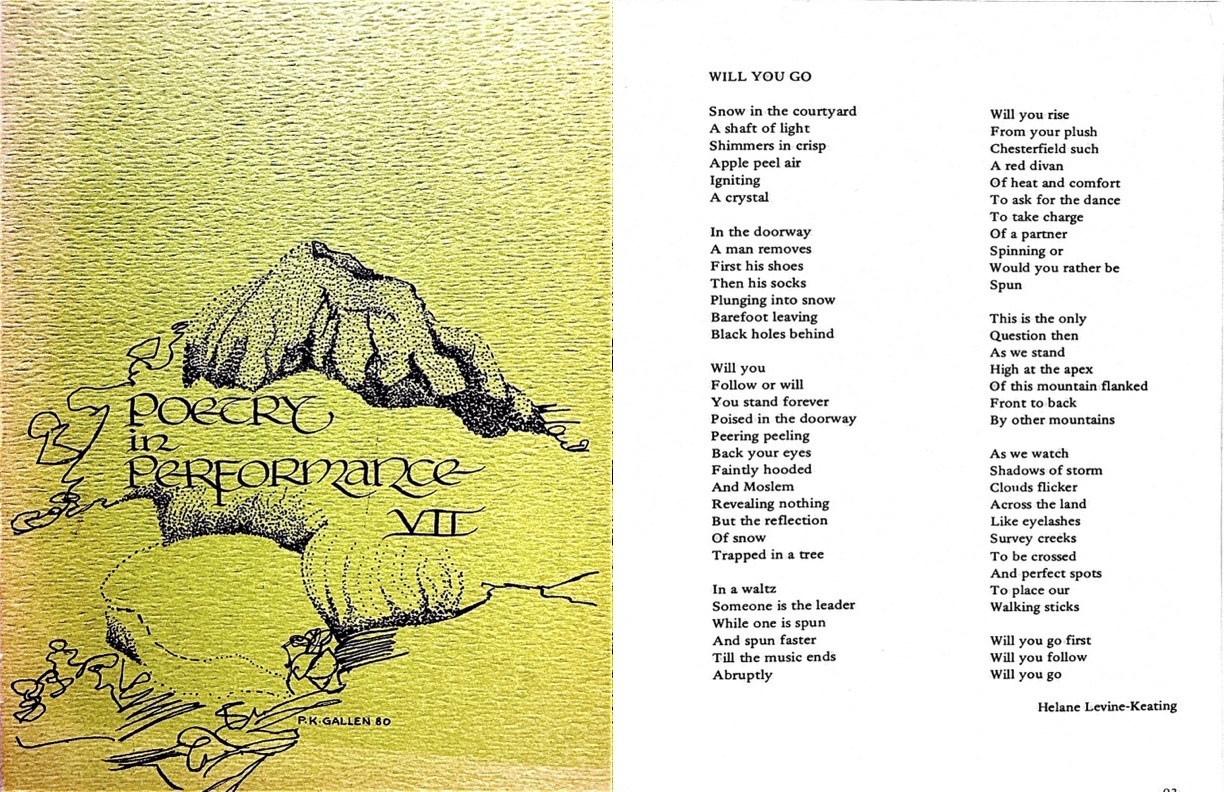 POETRY
in
PERFORMANCE
VII
P.K. GALLEN 80
WILL YOU GO
Snow in the courtyard
A shaft of light
Shimmers in crisp
Apple peel air
Igniting
A crystal
In the doorway
A man removes
First his shoes
Then his socks
Plunging into snow
Barefoot leaving
Black holes behind
Will you
Follow or will
You stand forever
Poised in the doorway
Peering peeling
Back your eyes
Faintly hooded
And Moslem
Revealing nothing
But the reflection
Of snow
Trapped in a tree
In a waltz
Someone is the leader
While one is spun
And spun faster
Till the music ends
Abruptly
Will you rise
From your plush
Chesterfield such
A red divan
Of heat and comfort
To ask for the dance
To take charge
Of a partner
Spinning or
Would you rather be
Spun
This is the only
Question then
As we stand
High at the apex
Of this mountain flanked
Front to back
By other mountains
As we watch
Shadows of storm
Clouds flicker
Across the land
Like eyelashes
Survey creeks
To be crossed
And perfect spots
To place our
Walking sticks
Will you go first
Will you follow
Will you go
Helane Levine-Keating